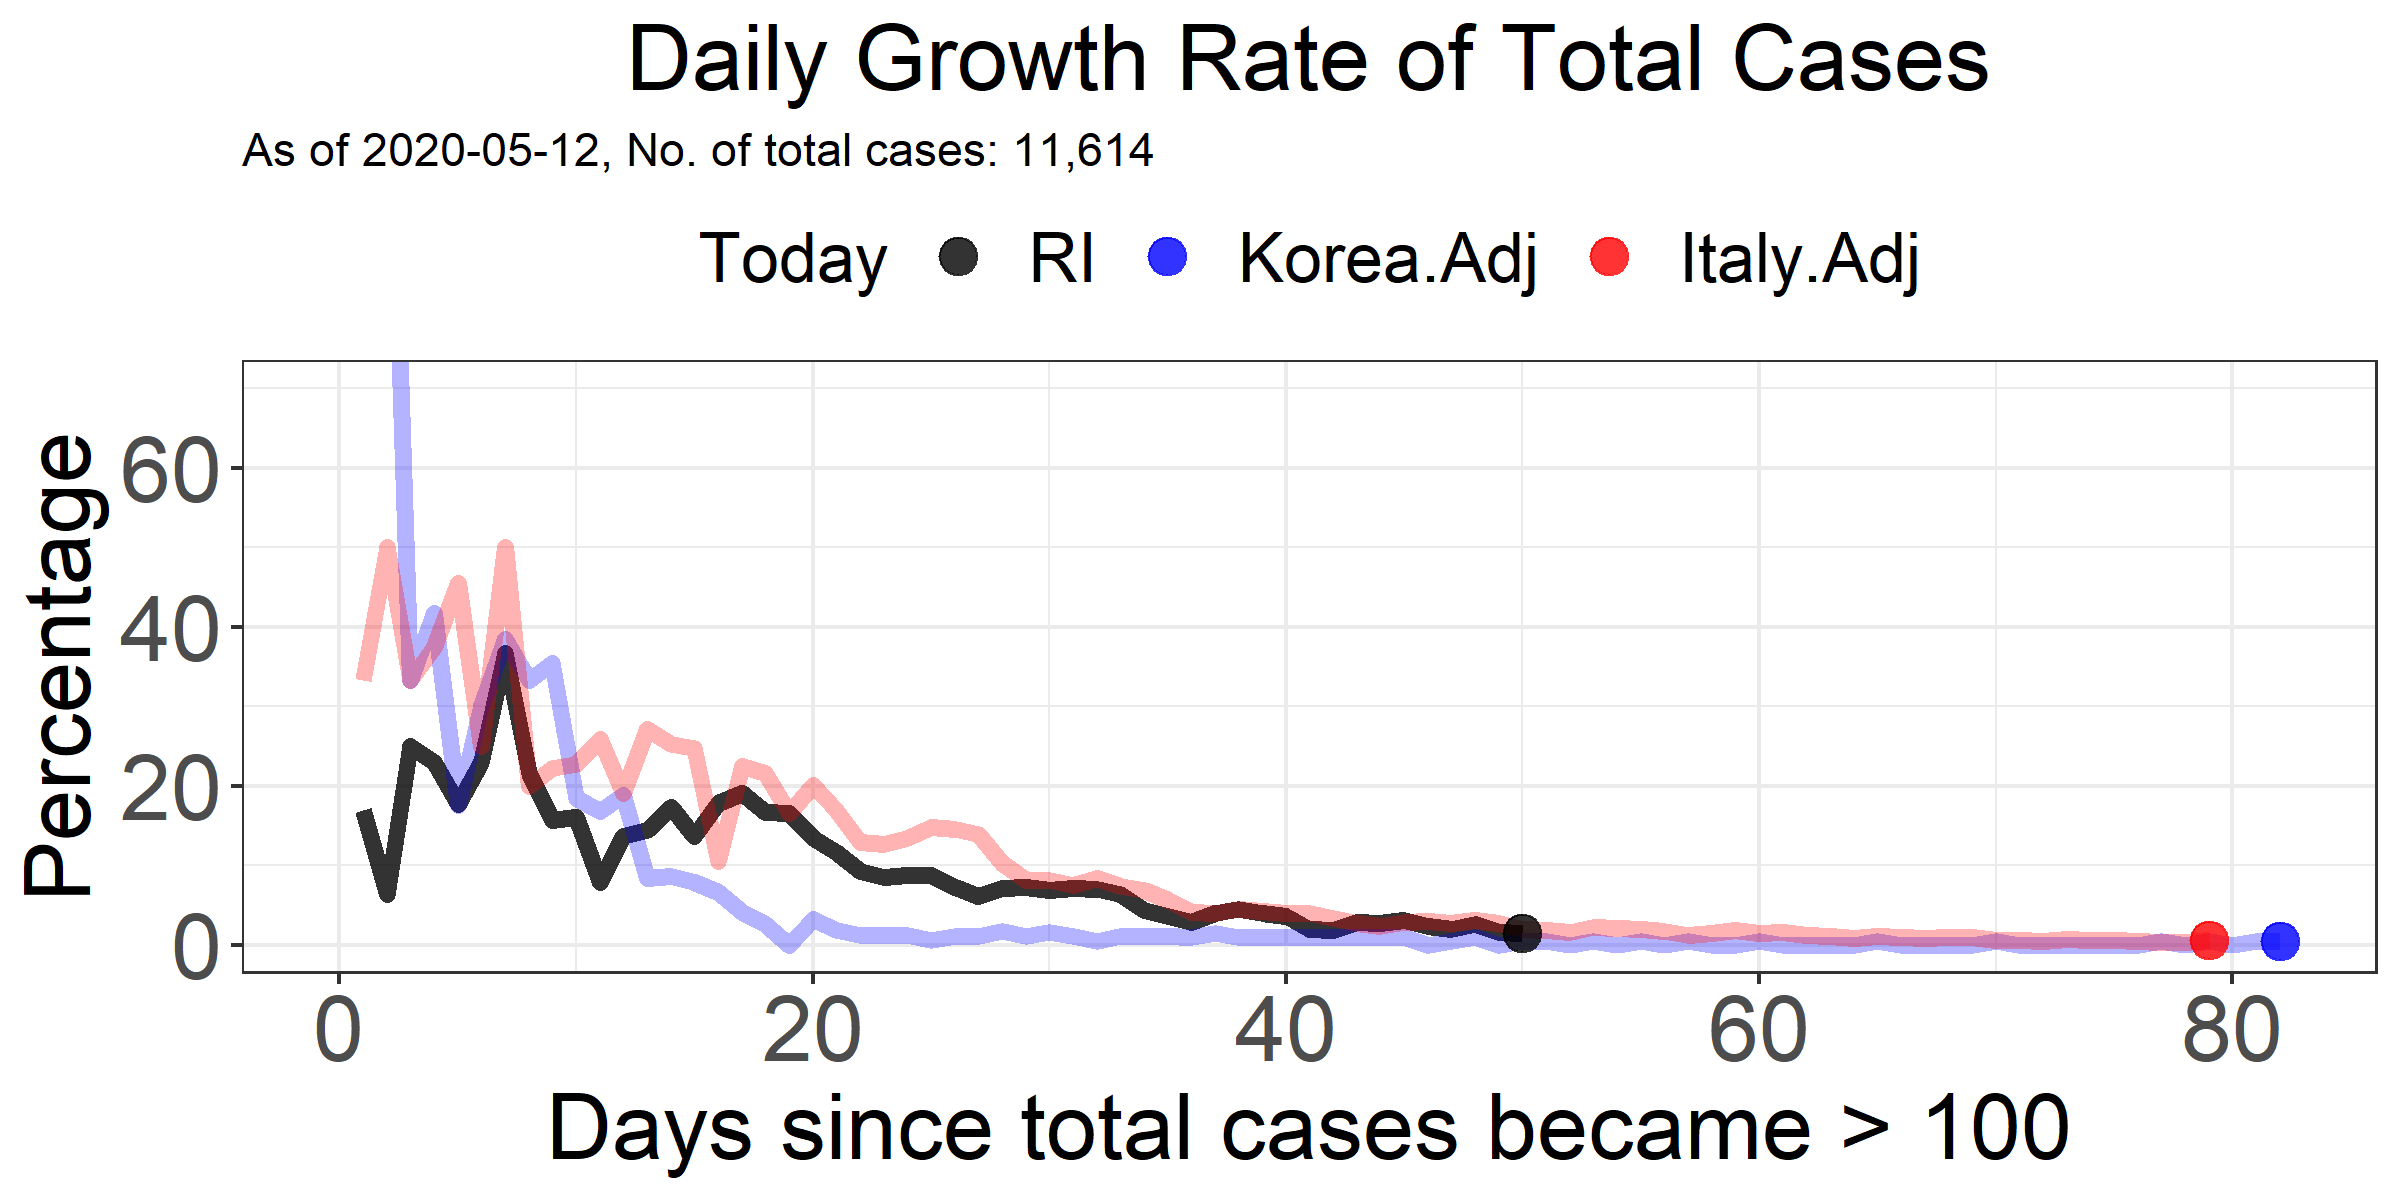 Daily Growth Rate of Total Cases
As of 2020-05-12, No. of total cases: 11,614
Today RI Korea.Adj Italy.Adj
Percentage
60
40
20
0
0 20 40 60 80
Days since total cases became > 100